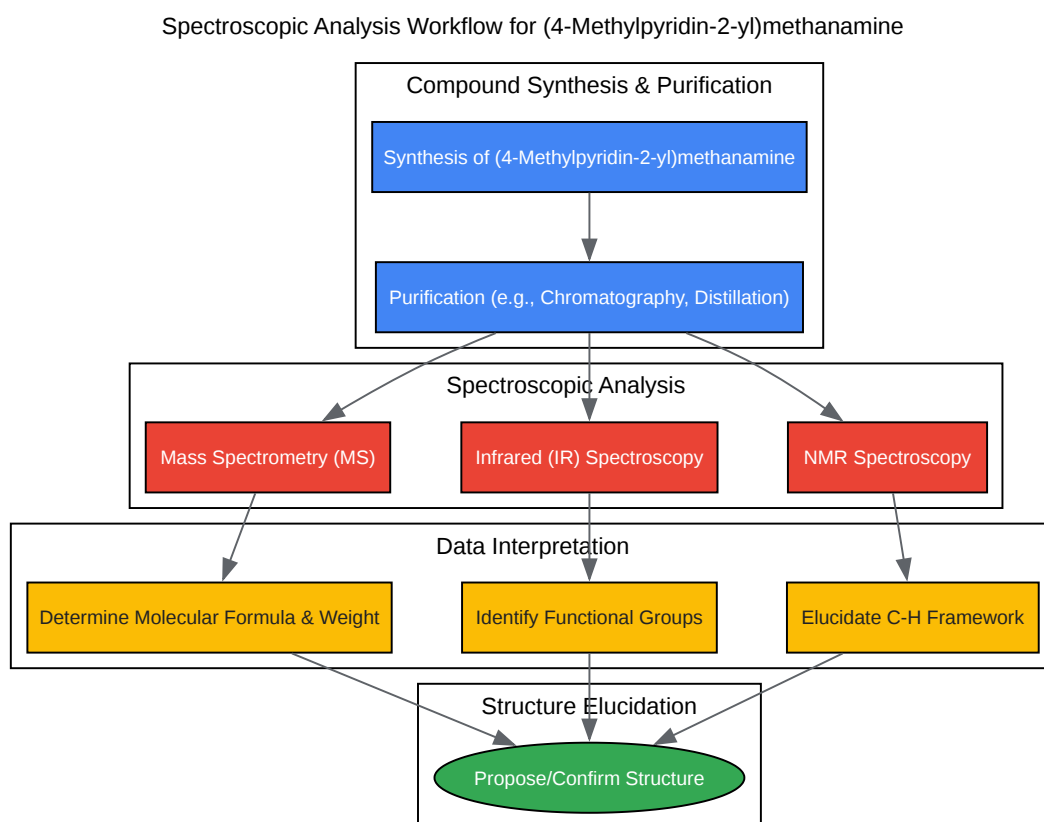 Spectroscopic Analysis Workflow for (4-Methylpyridin-2-yl)methanamine
Compound Synthesis & Purification
Synthesis of (4-Methylpyridin-2-yl)methanamine
Purification (e.g., Chromatography, Distillation)
Spectroscopic Analysis
Mass Spectrometry (MS)
Infrared (IR) Spectroscopy
NMR Spectroscopy
Data Interpretation
Determine Molecular Formula & Weight
Identify Functional Groups
Elucidate C-H Framework
Structure Elucidation
Propose/Confirm Structure